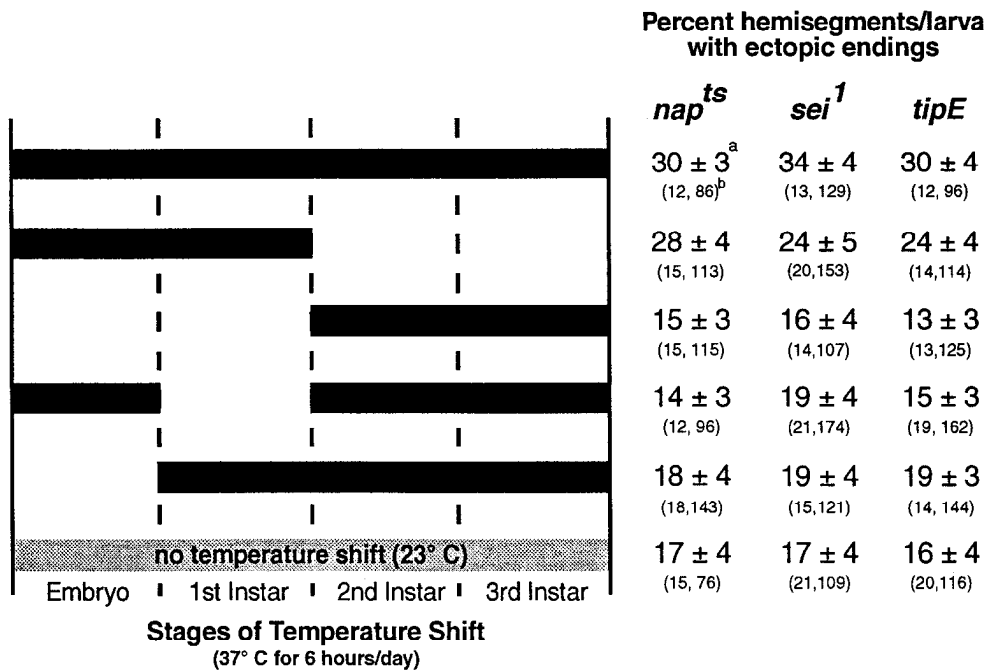 Percent hemisegments/larva
with ectopic endings
nap^ts sei^1 tipE
30 ± 3^a 34 ± 4 30 ± 4
(12, 86)^b (13, 129) (12, 96)
28 ± 4 24 ± 5 24 ± 4
(15, 113) (20,153) (14,114)
15 ± 3 16 ± 4 13 ± 3
(15, 115) (14,107) (13,125)
14 ± 3 19 ± 4 15 ± 3
(12, 96) (21,174) (19, 162)
18 ± 4 19 ± 4 19 ± 3
(18,143) (15,121) (14, 144)
no temperature shift (23° C) 17 ± 4 17 ± 4 16 ± 4
(15, 76) (21,109) (20,116)
Embryo 1st Instar 2nd Instar 3rd Instar
Stages of Temperature Shift
(37° C for 6 hours/day)